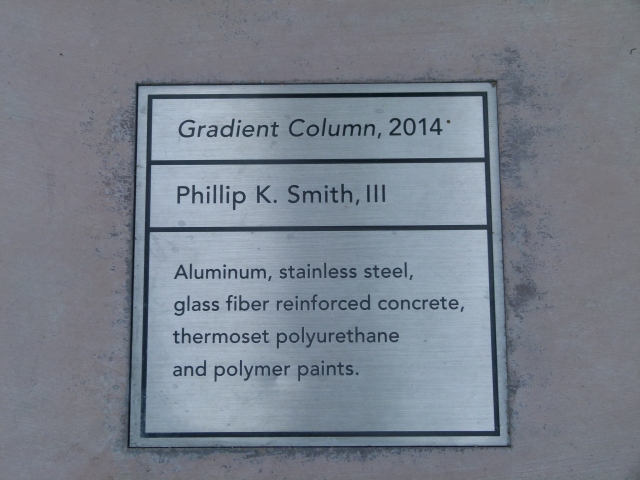 Gradient Column, 2014
Phillip K. Smith, III
Aluminum, stainless steel,
glass fiber reinforced concrete,
thermoset polyurethane
and polymer paints.